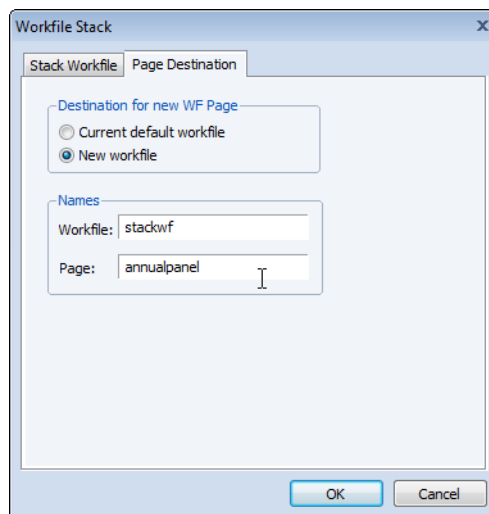 Workfile Stack
Stack Workfile Page Destination
Destination for new WF Page
Current default workfile
New workfile
Names
Workfile: stackwf
Page: annualpanel
OK Cancel